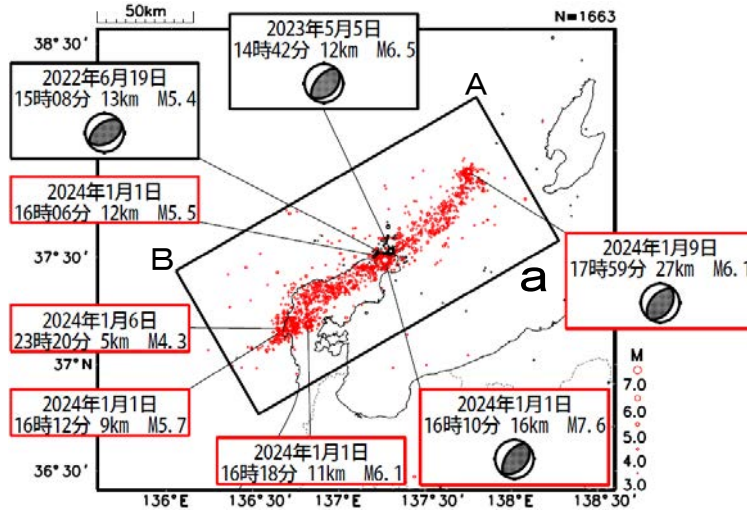 50km
N=1663
38°30′
2023年5月5日
14時42分 12km M6.5
2022年6月19日
15時08分 13km M5.4
A
2024年1月1日
16時06分 12km M5.5
37°30′
B
2024年1月9日
17時59分 27km M6.1
a
2024年1月6日
23時20分 5km M4.3
37°N
2024年1月1日
16時12分 9km M5.7
2024年1月1日
16時18分 11km M6.1
2024年1月1日
16時10分 16km M7.6
M
7.0
6.0
5.0
4.0
3.0
36°30′
136°E
136°30′
137°E
137°30′
138°E
138°30′